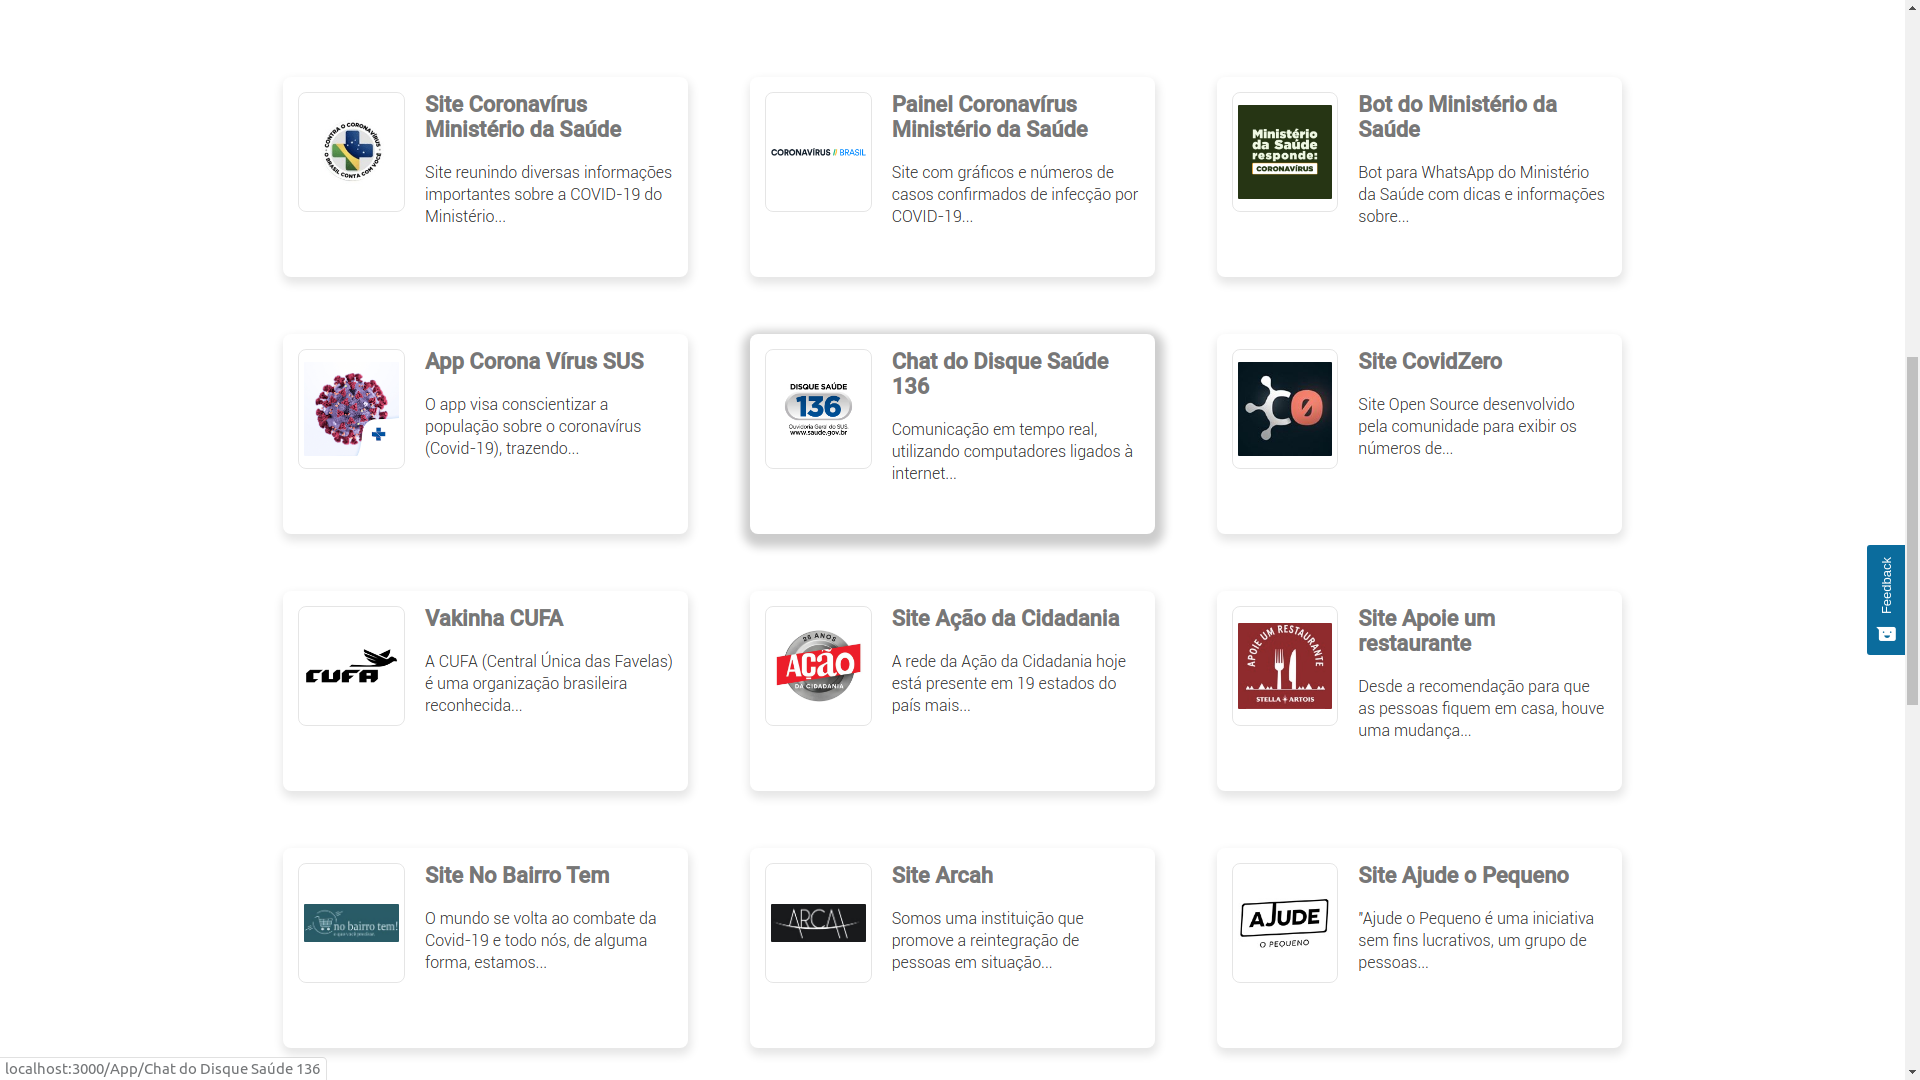 CONTRA O CORONAVÍRUS
O BRASIL CONTA COM VOCÊ
Site Coronavírus
Ministério da Saúde
Site reunindo diversas informações
importantes sobre a COVID-19 do
Ministério...
CORONAVÍRUS // BRASIL
Painel Coronavírus
Ministério da Saúde
Site com gráficos e números de
casos confirmados de infecção por
COVID-19...
Ministério
da Saúde
responde:
CORONAVÍRUS
Bot do Ministério da
Saúde
Bot para WhatsApp do Ministério
da Saúde com dicas e informações
sobre...
App Corona Vírus SUS
O app visa conscientizar a
população sobre o coronavírus
(Covid-19), trazendo...
DISQUE SAÚDE
136
Ouvidoria Geral do SUS
www.saude.gov.br
Chat do Disque Saúde
136
Comunicação em tempo real,
utilizando computadores ligados à
internet...
Site CovidZero
Site Open Source desenvolvido
pela comunidade para exibir os
números de...
CUFA
Vakinha CUFA
A CUFA (Central Única das Favelas)
é uma organização brasileira
reconhecida...
ANOS
AÇÃO
DA CIDADANIA
Site Ação da Cidadania
A rede da Ação da Cidadania hoje
está presente em 19 estados do
país mais...
APOIE UM RESTAURANTE
STELLA ARTOIS
Site Apoie um
restaurante
Desde a recomendação para que
as pessoas fiquem em casa, houve
uma mudança...
Feedback
no bairro tem!
Site No Bairro Tem
O mundo se volta ao combate da
Covid-19 e todo nós, de alguma
forma, estamos...
ARCAH
Site Arcah
Somos uma instituição que
promove a reintegração de
pessoas em situação...
AJUDE
O PEQUENO
Site Ajude o Pequeno
"Ajude o Pequeno é uma iniciativa
sem fins lucrativos, um grupo de
pessoas...
localhost:3000/App/Chat do Disque Saúde 136